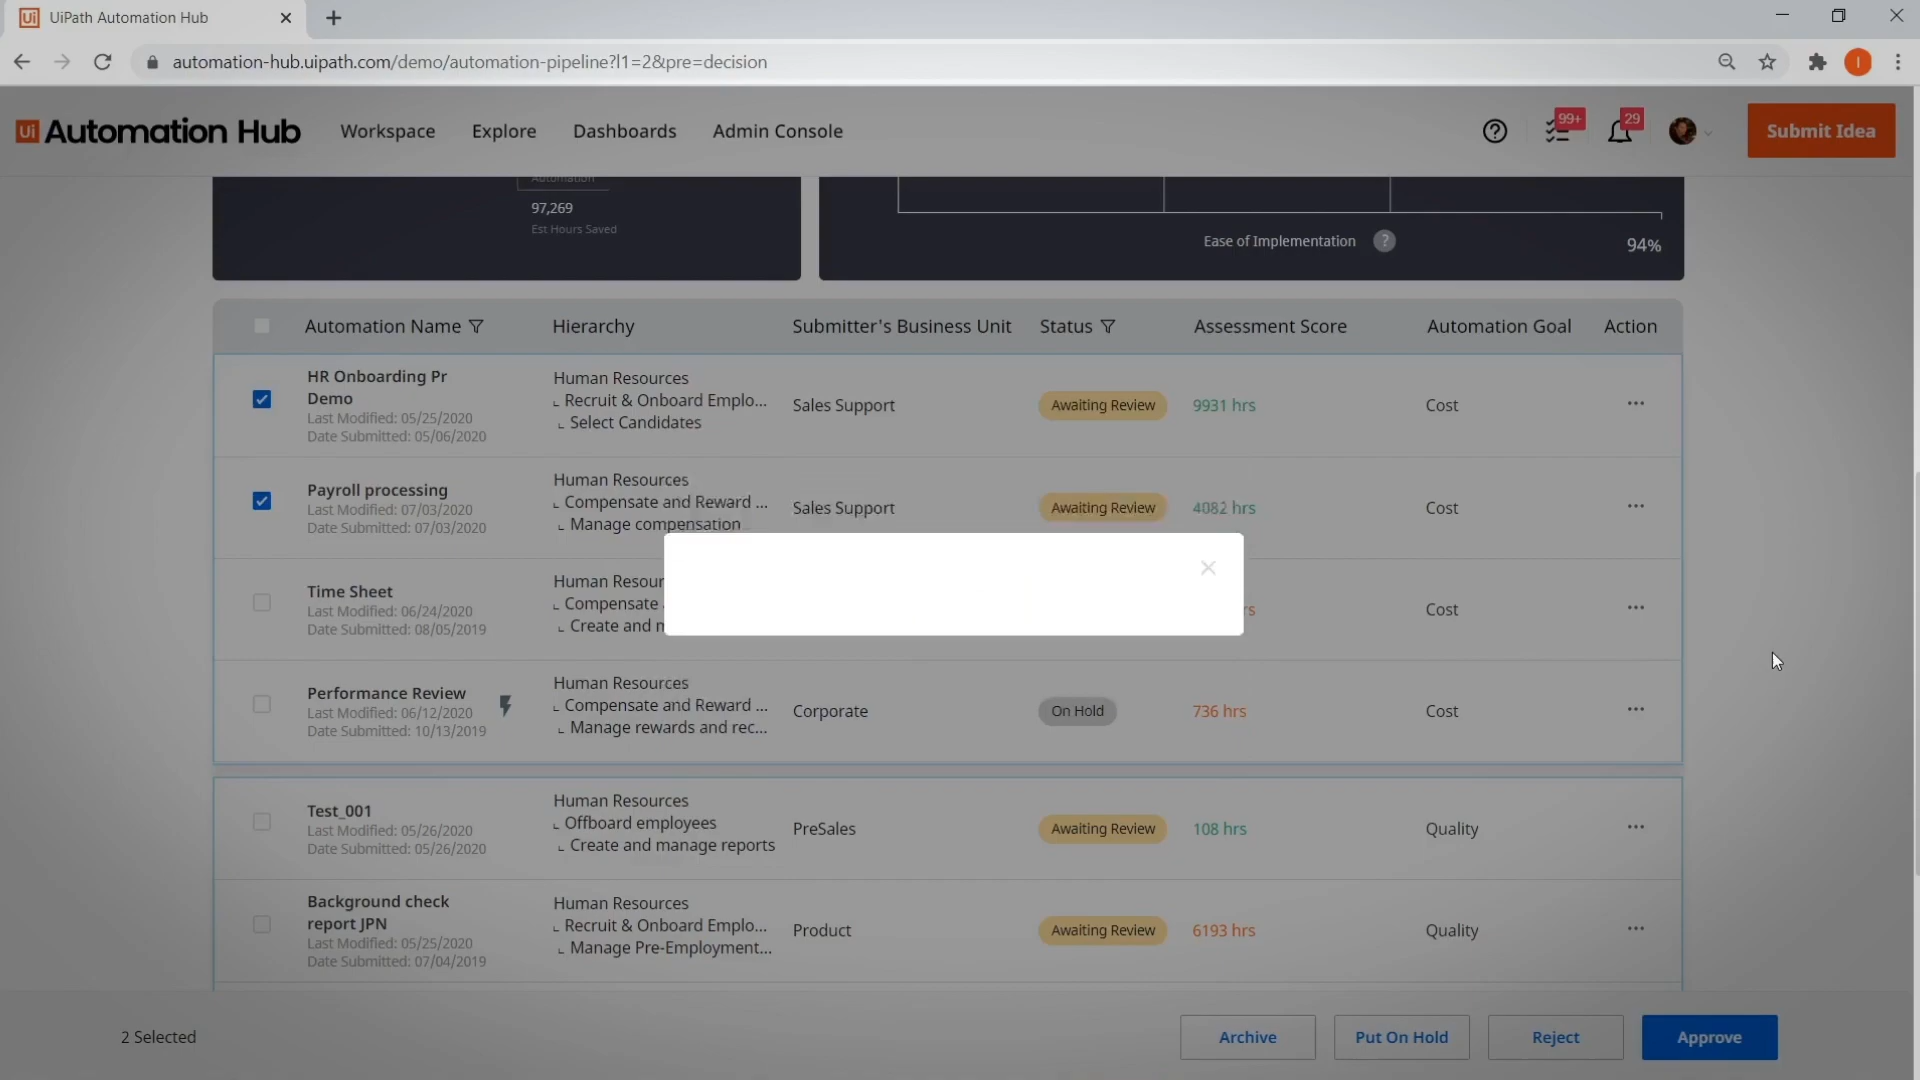 Ui UiPath Automation Hub
automation-hub.uipath.com/demo/automation-pipeline?l1=2&pre=decision
I
Ui Automation Hub Workspace Explore Dashboards Admin Console ? 99+ 29 Submit Idea
Automation
97,269
Est Hours Saved
Ease of Implementation ? 94%
Automation Name Hierarchy Submitter's Business Unit Status Assessment Score Automation Goal Action
HR Onboarding Pr
Demo
Last Modified: 05/25/2020
Date Submitted: 05/06/2020
Human Resources
Recruit & Onboard Emplo...
Select Candidates
Sales Support Awaiting Review 9931 hrs Cost ...
Payroll processing
Last Modified: 07/03/2020
Date Submitted: 07/03/2020
Human Resources
Compensate and Reward ...
Manage compensation
Sales Support Awaiting Review 4082 hrs Cost ...
Time Sheet
Last Modified: 06/24/2020
Date Submitted: 08/05/2019
Human Resour
Compensate
Create and m
rs Cost ...
Performance Review
Last Modified: 06/12/2020
Date Submitted: 10/13/2019
Human Resources
Compensate and Reward ...
Manage rewards and rec...
Corporate On Hold 736 hrs Cost ...
Test_001
Last Modified: 05/26/2020
Date Submitted: 05/26/2020
Human Resources
Offboard employees
Create and manage reports
PreSales Awaiting Review 108 hrs Quality ...
Background check
report JPN
Last Modified: 05/25/2020
Date Submitted: 07/04/2019
Human Resources
Recruit & Onboard Emplo...
Manage Pre-Employment...
Product Awaiting Review 6193 hrs Quality ...
2 Selected Archive Put On Hold Reject Approve